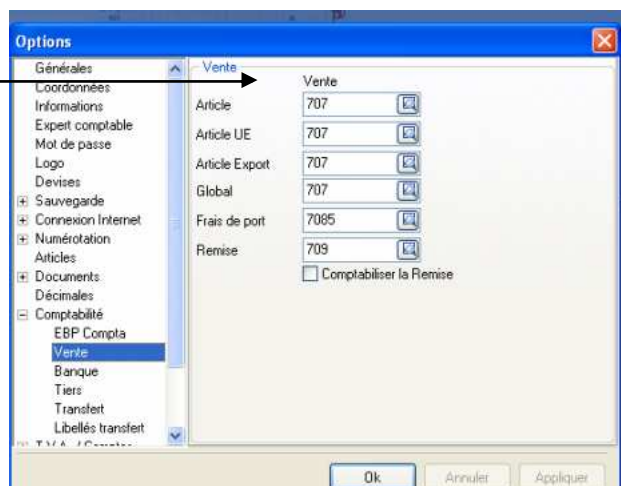 Options
Générales
Coordonnées
Informations
Expert comptable
Mot de passe
Logo
Devises
Sauvegarde
Connexion Internet
Numérotation
Articles
Documents
Décimales
Comptabilité
EBP Compta
Vente
Banque
Tiers
Transfert
Libellés transfert
Vente
Vente
Article 707
Article UE 707
Article Export 707
Global 707
Frais de port 7085
Remise 709
Comptabiliser la Remise
Ok Annuler Appliquer